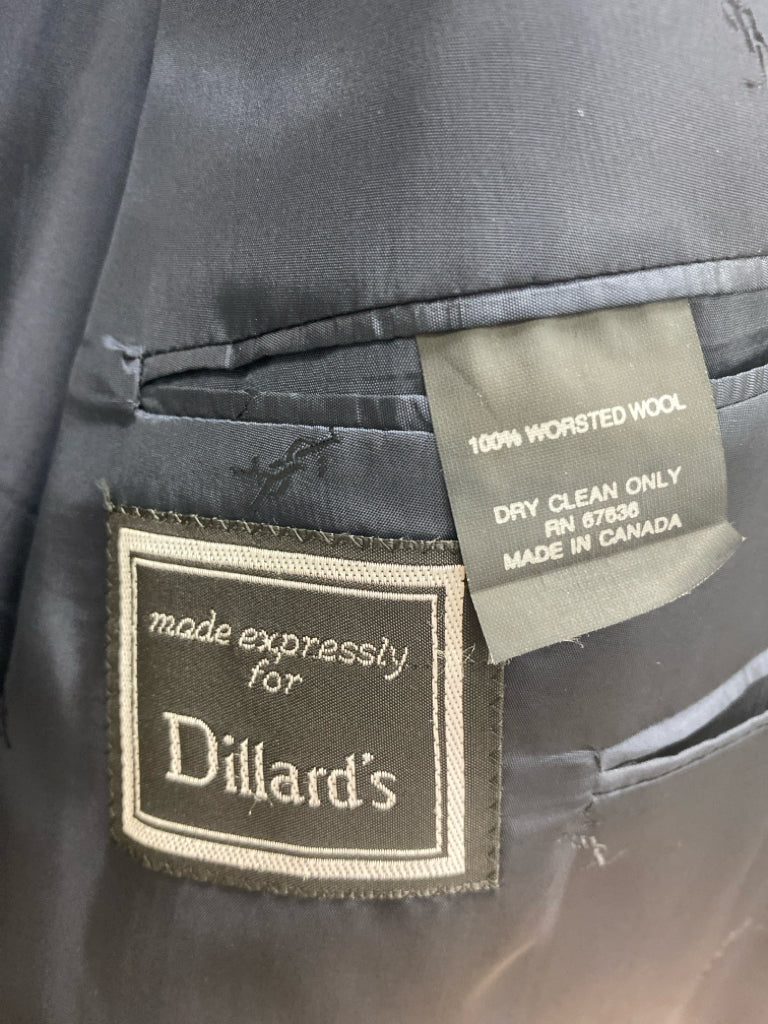 100% WORSTED WOOL
DRY CLEAN ONLY
RN 67636
MADE IN CANADA
made expressly
for
Dillard's